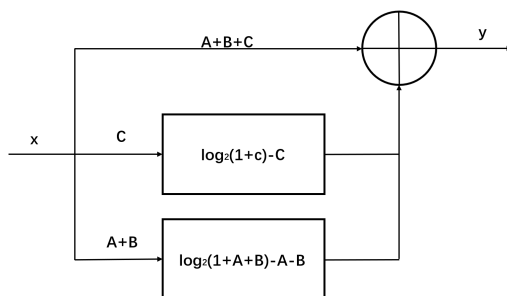 A+B+C
y
x
C
log₂(1+c)-C
A+B
log₂(1+A+B)-A-B